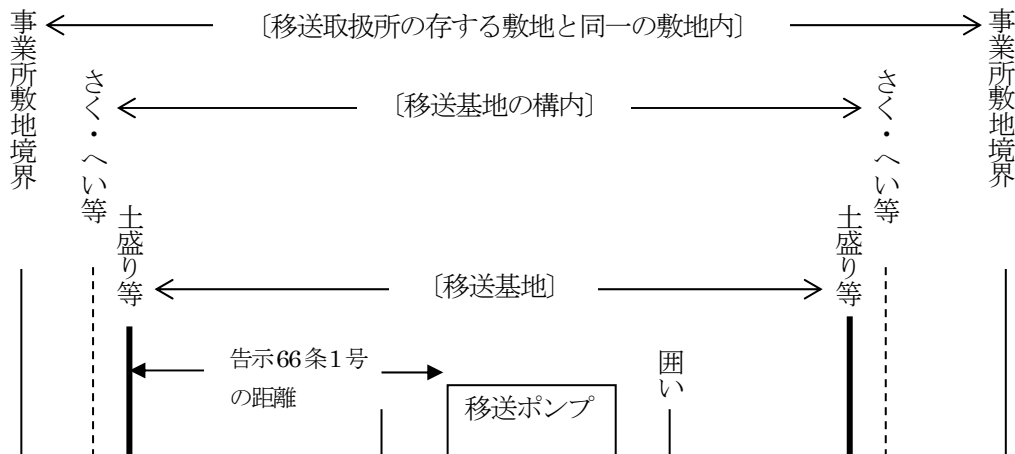 事業所敷地境界
〔移送取扱所の存する敷地と同一の敷地内〕
事業所敷地境界
さく・へい等
〔移送基地の構内〕
さく・へい等
土盛り等
〔移送基地〕
土盛り等
告示66条1号
の距離
囲い
移送ポンプ